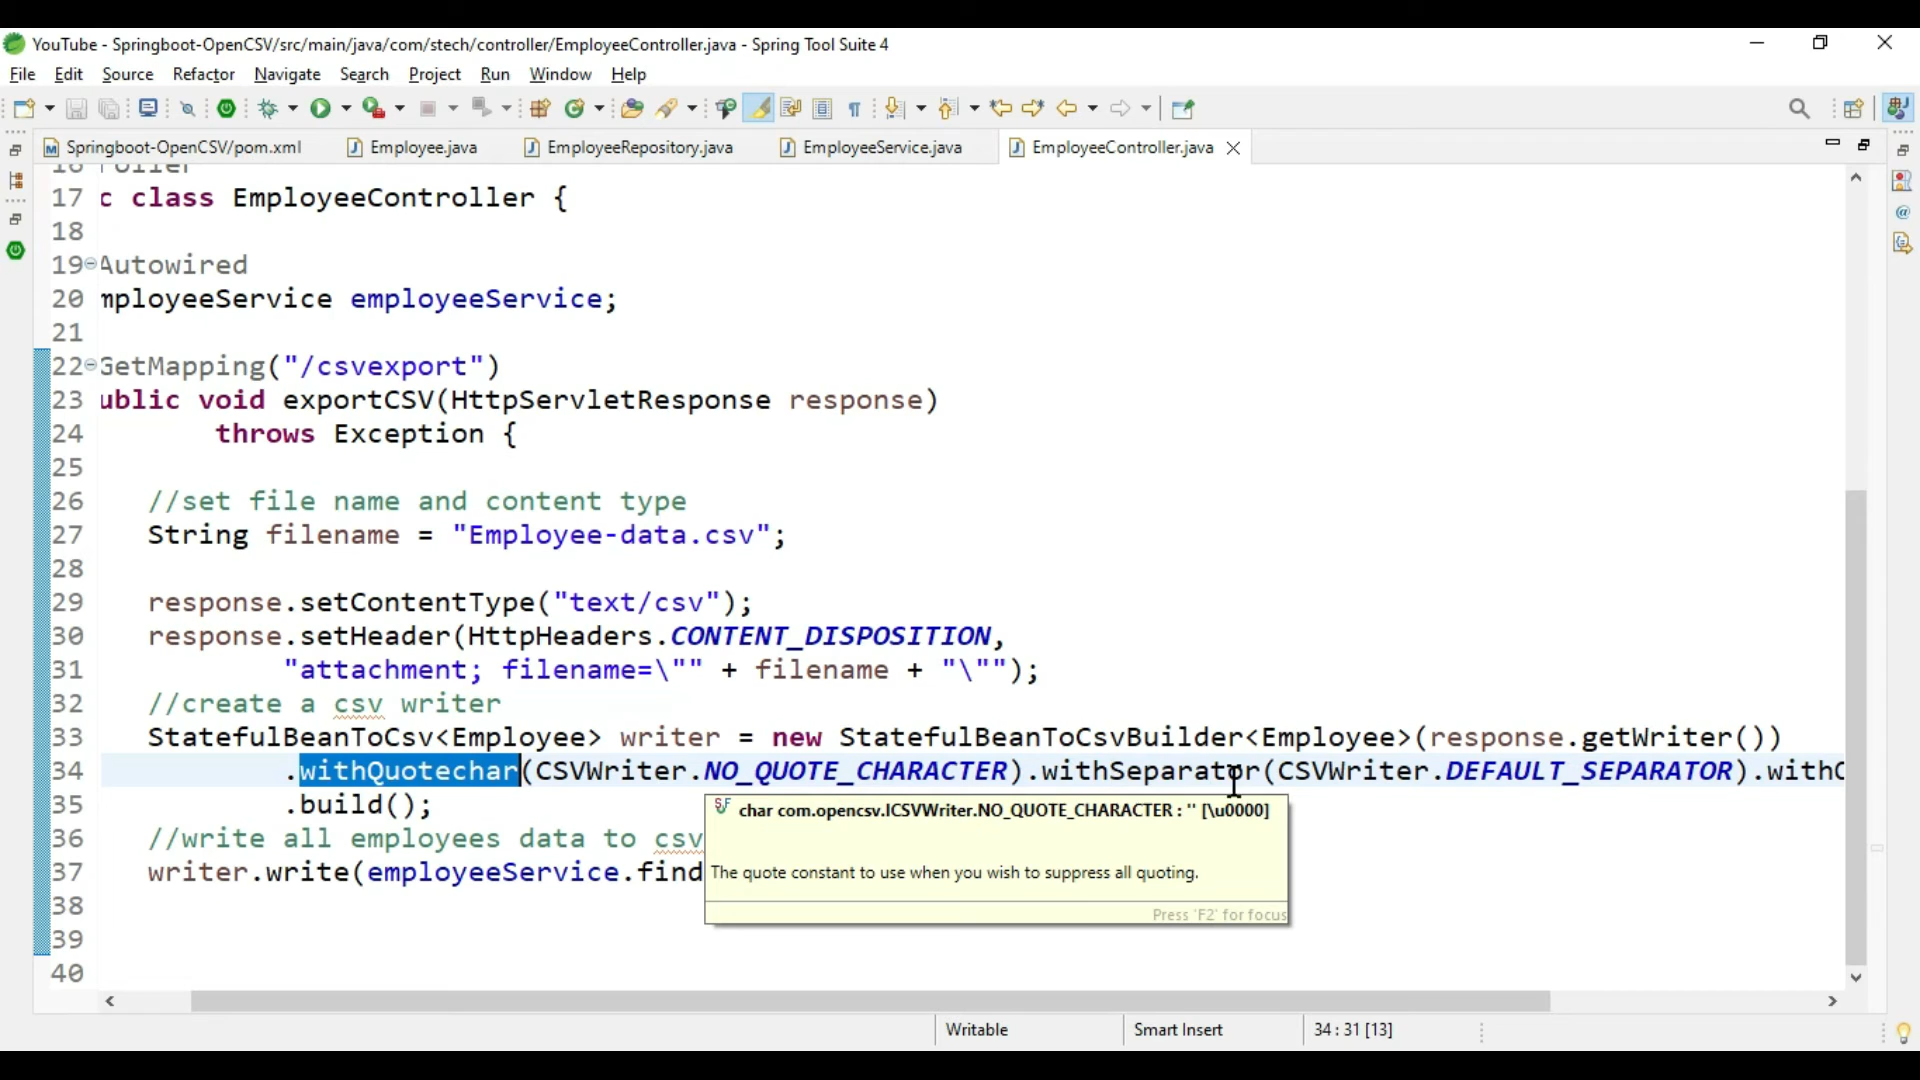 YouTube - Springboot-OpenCSV/src/main/java/com/stech/controller/EmployeeController.java - Spring Tool Suite 4
File Edit Source Refactor Navigate Search Project Run Window Help
Springboot-OpenCSV/pom.xml Employee.java EmployeeRepository.java EmployeeService.java EmployeeController.java
17 c class EmployeeController {
18
19 Autowired
20 mployeeService employeeService;
21
22 GetMapping("/csvexport")
23 ublic void exportCSV(HttpServletResponse response)
24 throws Exception {
25
26 //set file name and content type
27 String filename = "Employee-data.csv";
28
29 response.setContentType("text/csv");
30 response.setHeader(HttpHeaders.CONTENT_DISPOSITION,
31 "attachment; filename=\"" + filename + "\"");
32 //create a csv writer
33 StatefulBeanToCsv<Employee> writer = new StatefulBeanToCsvBuilder<Employee>(response.getWriter())
34 .withQuotechar(CSVWriter.NO_QUOTE_CHARACTER).withSeparator(CSVWriter.DEFAULT_SEPARATOR).with
35 .build();
char com.opencsv.ICSVWriter.NO_QUOTE_CHARACTER : '' [\u0000]
36 //write all employees data to csv
37 writer.write(employeeService.find
The quote constant to use when you wish to suppress all quoting.
38
Press 'F2' for focus
39
40
Writable Smart Insert 34 : 31 [13]